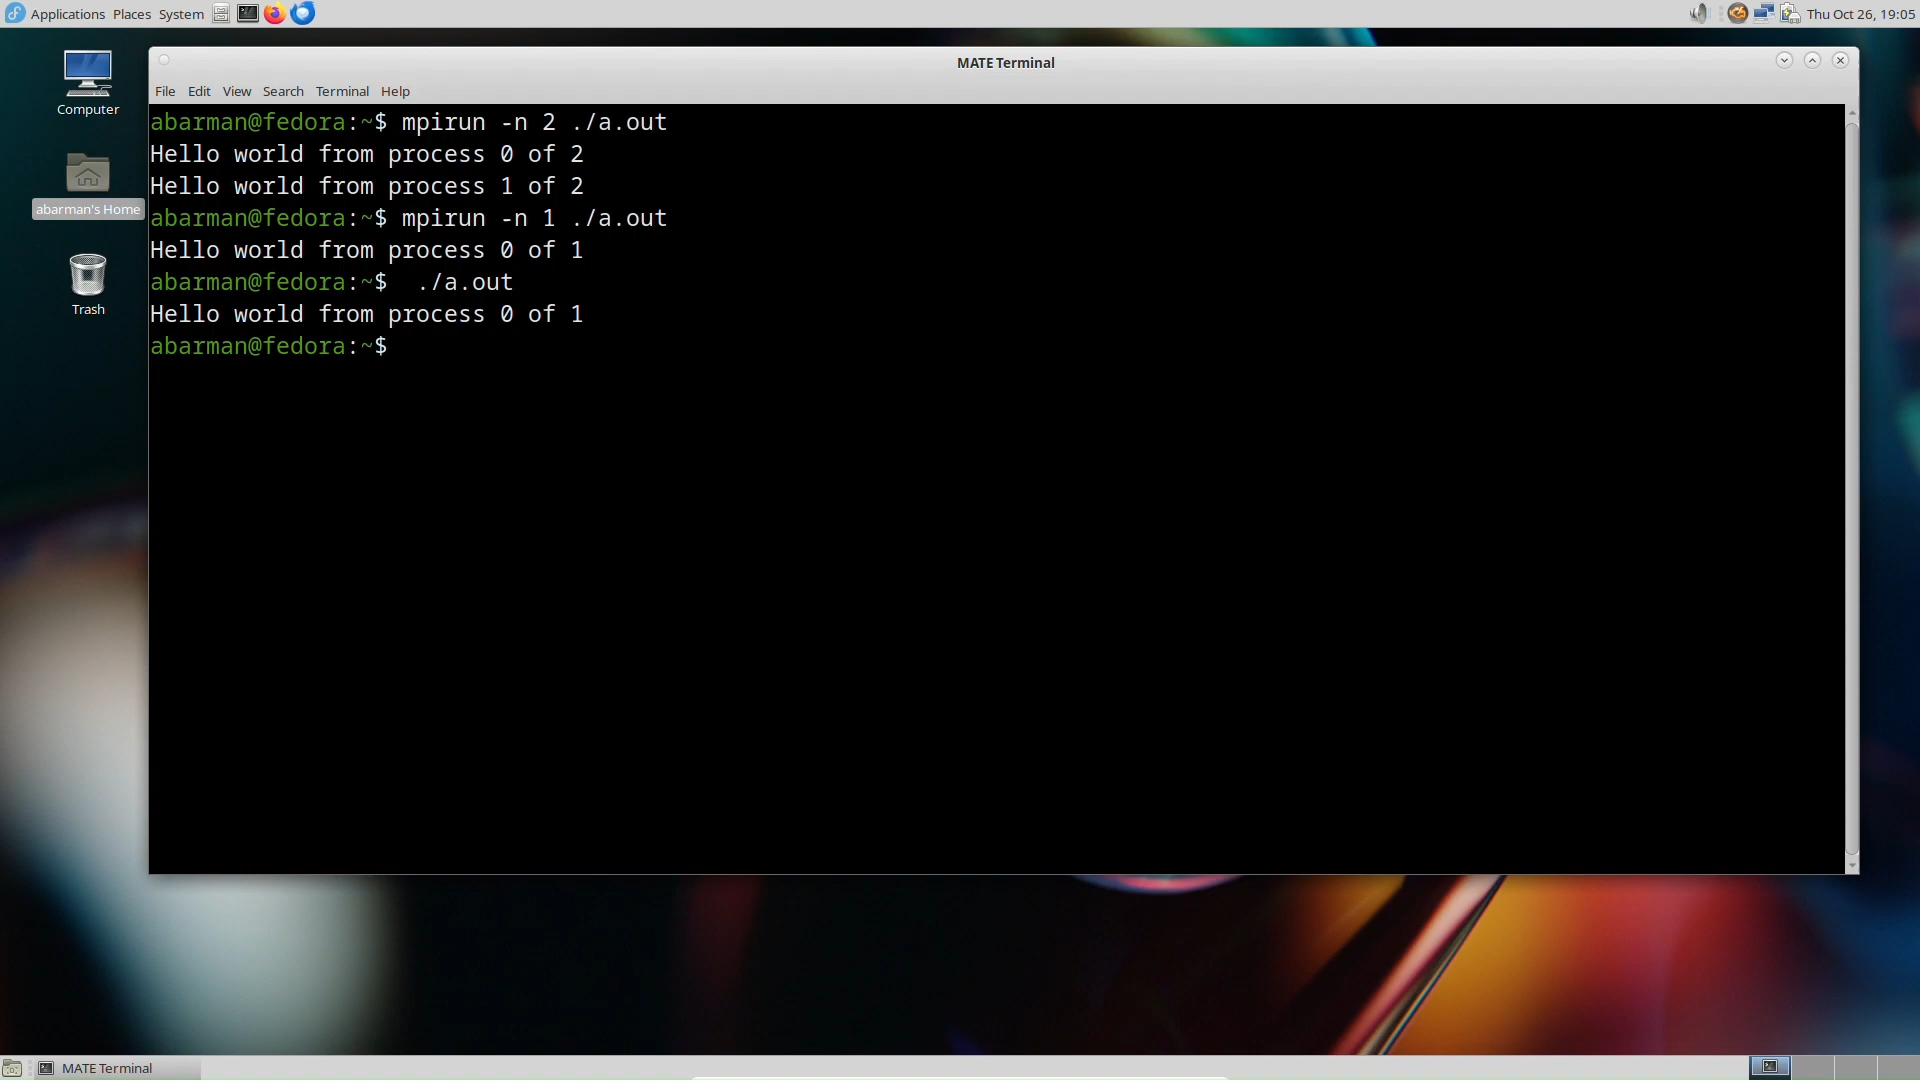 Applications Places System
Thu Oct 26, 19:05
Computer
abarman's Home
Trash
MATE Terminal
File Edit View Search Terminal Help
abarman@fedora:~$ mpirun -n 2 ./a.out
Hello world from process 0 of 2
Hello world from process 1 of 2
abarman@fedora:~$ mpirun -n 1 ./a.out
Hello world from process 0 of 1
abarman@fedora:~$  ./a.out
Hello world from process 0 of 1
abarman@fedora:~$
MATE Terminal